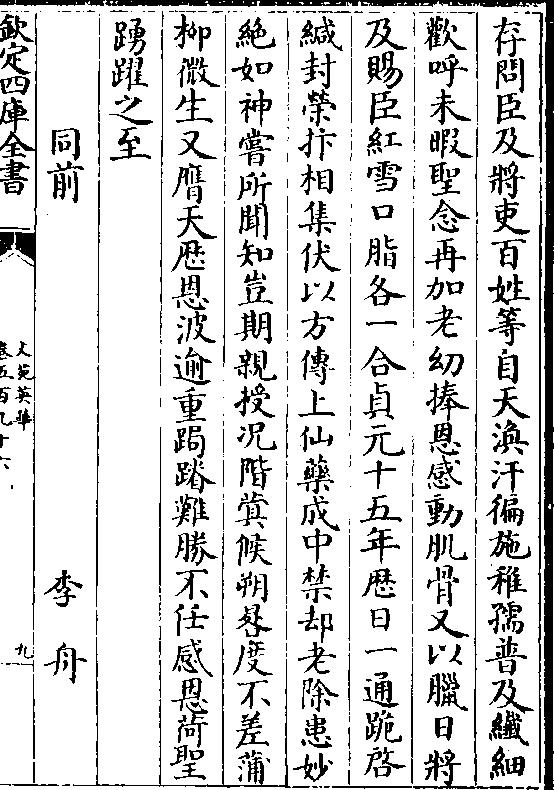 存問臣及將吏百姓等自天渙汗徧施稚孺普及纎細
歡呼未暇聖念再加老幼捧恩感動肌骨又以臘日將
及賜臣紅雪口脂各一合貞元十五年歴日一通跪啓
緘封榮抃相集伏以方傳上仙藥成中禁却老除患妙
絶如神嘗所聞知豈期親授况階蓂候朔晷度不差蒲
柳微生又膺天歴恩波逾重跼蹐難勝不任感恩荷聖
踴躍之至
同前 李舟
欽定四庫全書
文苑英華
卷五百九十六
九